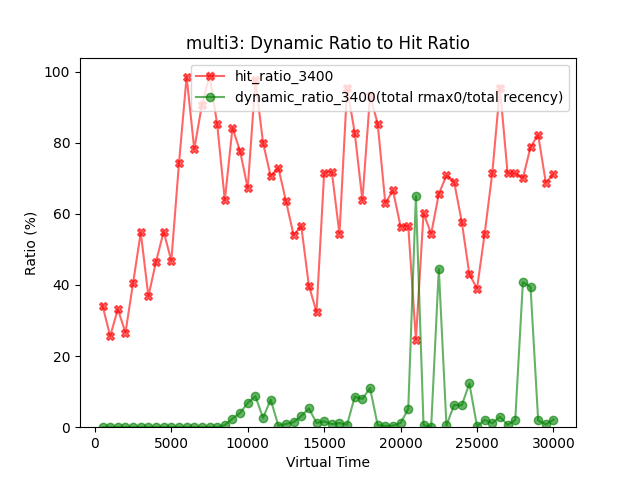 multi3: Dynamic Ratio to Hit Ratio
hit_ratio_3400
dynamic_ratio_3400(total rmax0/total recency)
100
80
60
40
20
0
Ratio (%)
0 5000 10000 15000 20000 25000 30000
Virtual Time